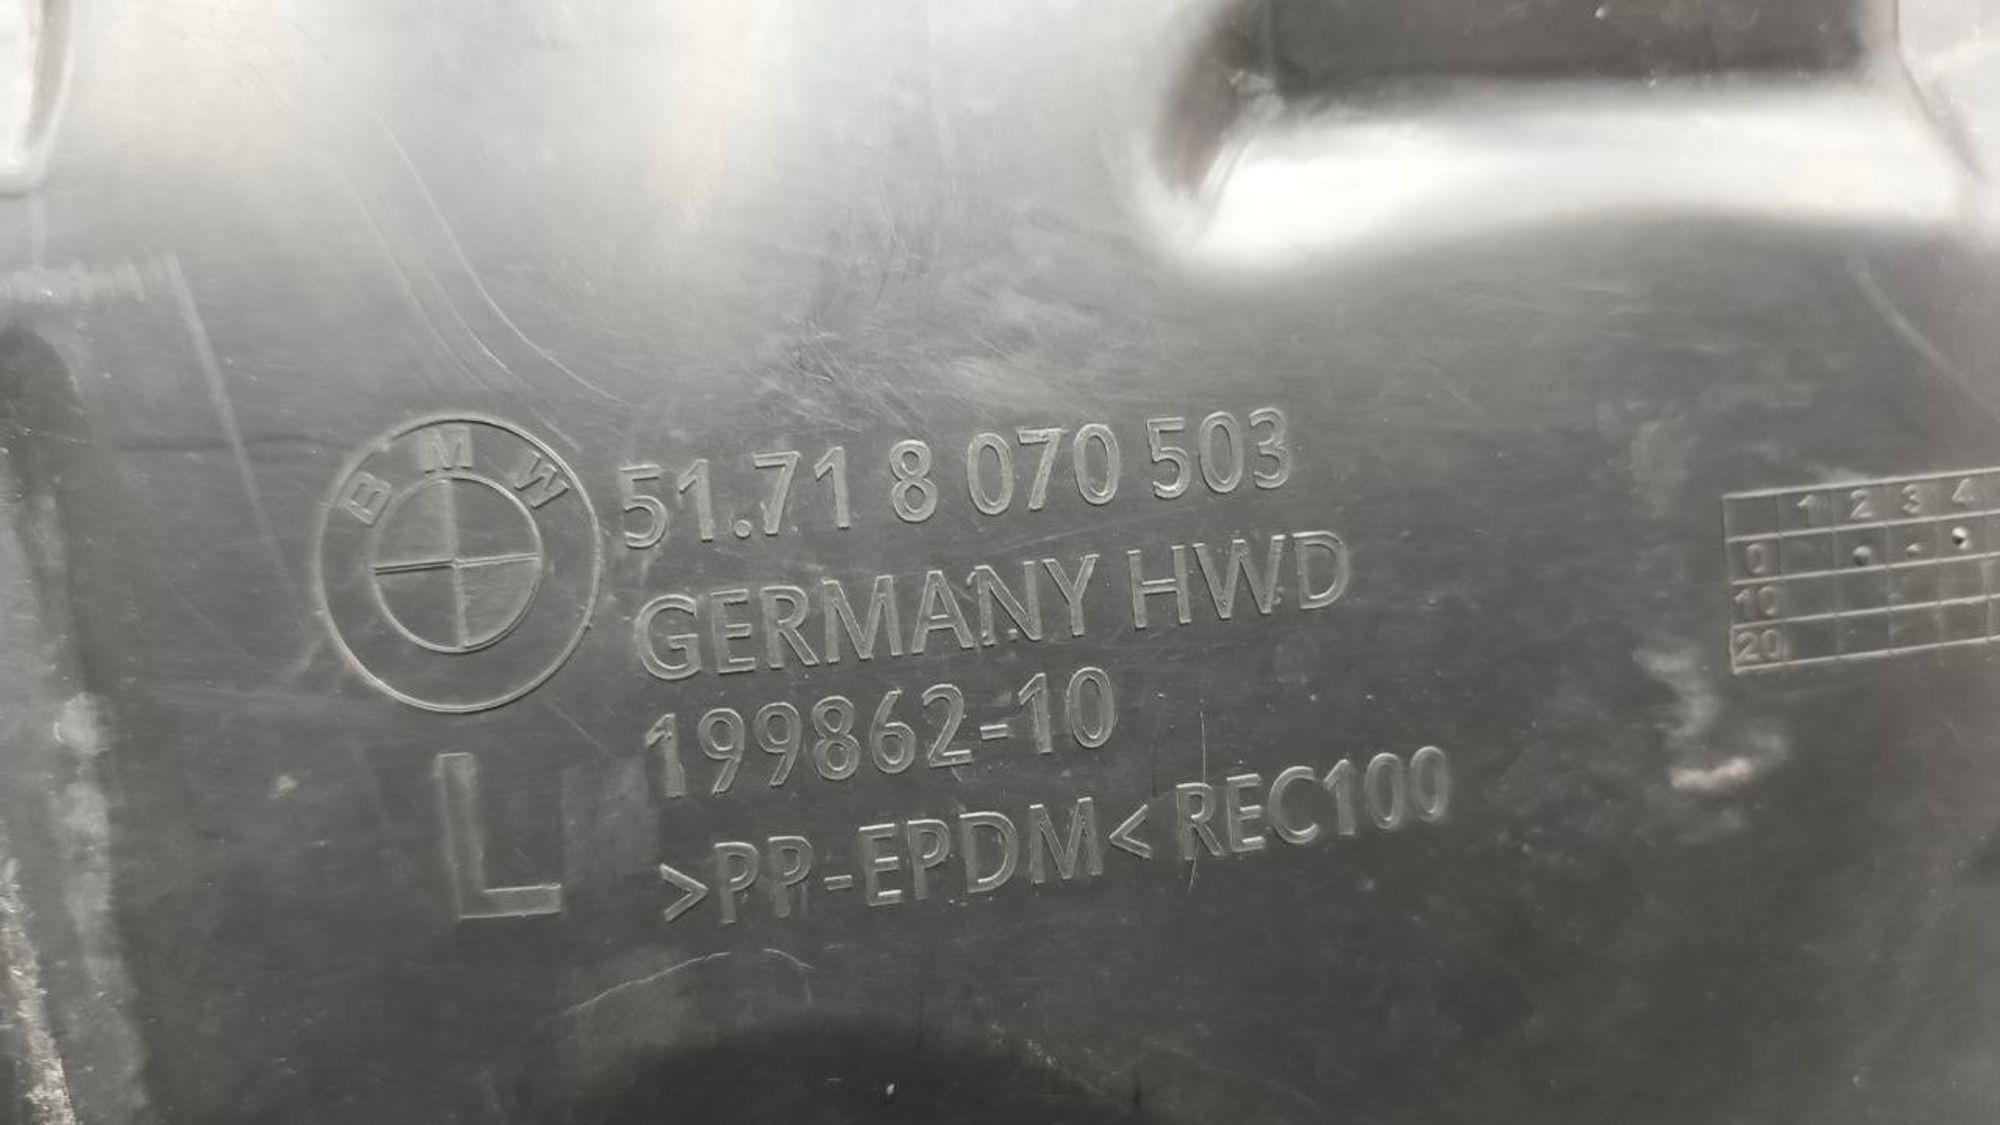 BMW
51.71 8 070 503
GERMANY HWD
199862-10
L
>PP-EPDM< REC100
1 2 3 4
0
10
20